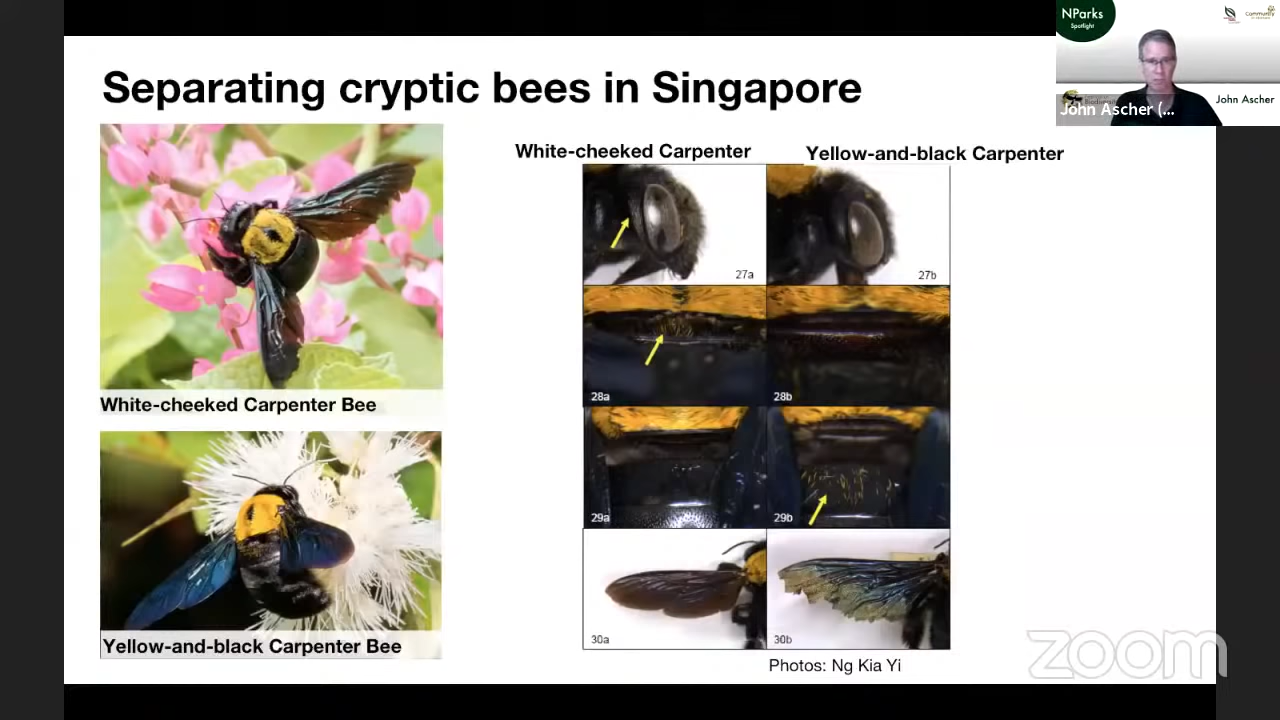 Separating cryptic bees in Singapore
NParks
Spotlight
John Ascher
John Ascher (...
White-cheeked Carpenter
Yellow-and-black Carpenter
27a
27b
28a
28b
29a
29b
30a
30b
White-cheeked Carpenter Bee
Yellow-and-black Carpenter Bee
Photos: Ng Kia Yi
zoom